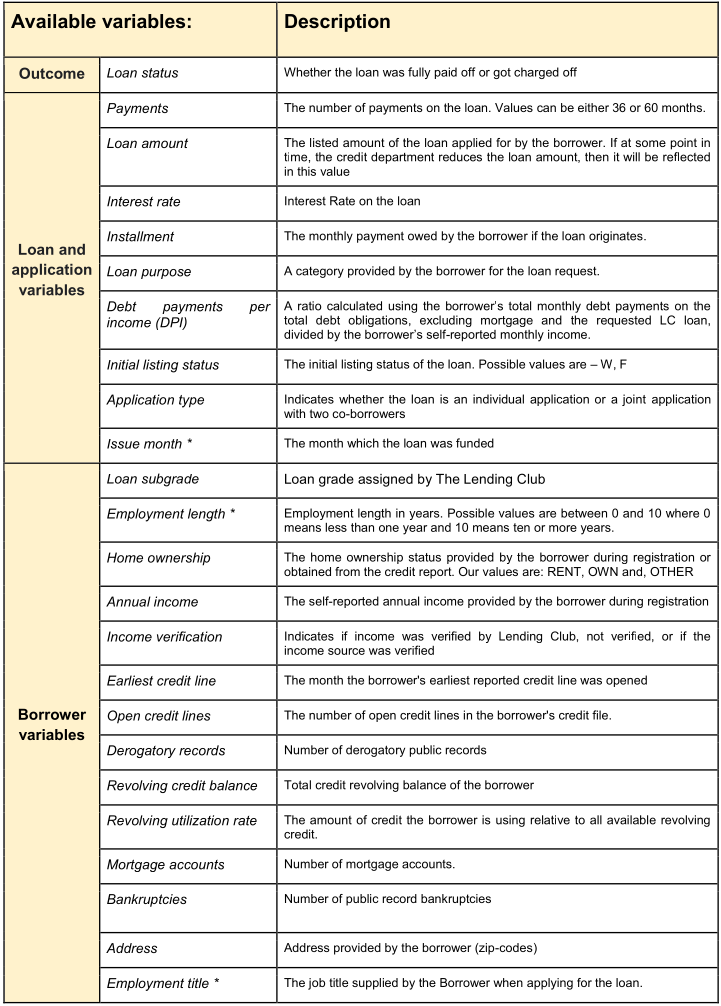 Available variables:
Description
Outcome
Loan status
Whether the loan was fully paid off or got charged off
Loan and
application
variables
Payments
The number of payments on the loan. Values can be either 36 or 60 months.
Loan amount
The listed amount of the loan applied for by the borrower. If at some point in
time, the credit department reduces the loan amount, then it will be reflected
in this value
Interest rate
Interest Rate on the loan
Installment
The monthly payment owed by the borrower if the loan originates.
Loan purpose
A category provided by the borrower for the loan request.
Debt payments per
income (DPI)
A ratio calculated using the borrower's total monthly debt payments on the
total debt obligations, excluding mortgage and the requested LC loan,
divided by the borrower's self-reported monthly income.
Initial listing status
The initial listing status of the loan. Possible values are – W, F
Application type
Indicates whether the loan is an individual application or a joint application
with two co-borrowers
Issue month *
The month which the loan was funded
Borrower
variables
Loan subgrade
Loan grade assigned by The Lending Club
Employment length *
Employment length in years. Possible values are between 0 and 10 where 0
means less than one year and 10 means ten or more years.
Home ownership
The home ownership status provided by the borrower during registration or
obtained from the credit report. Our values are: RENT, OWN and, OTHER
Annual income
The self-reported annual income provided by the borrower during registration
Income verification
Indicates if income was verified by Lending Club, not verified, or if the
income source was verified
Earliest credit line
The month the borrower's earliest reported credit line was opened
Open credit lines
The number of open credit lines in the borrower's credit file.
Derogatory records
Number of derogatory public records
Revolving credit balance
Total credit revolving balance of the borrower
Revolving utilization rate
The amount of credit the borrower is using relative to all available revolving
credit.
Mortgage accounts
Number of mortgage accounts.
Bankruptcies
Number of public record bankruptcies
Address
Address provided by the borrower (zip-codes)
Employment title *
The job title supplied by the Borrower when applying for the loan.